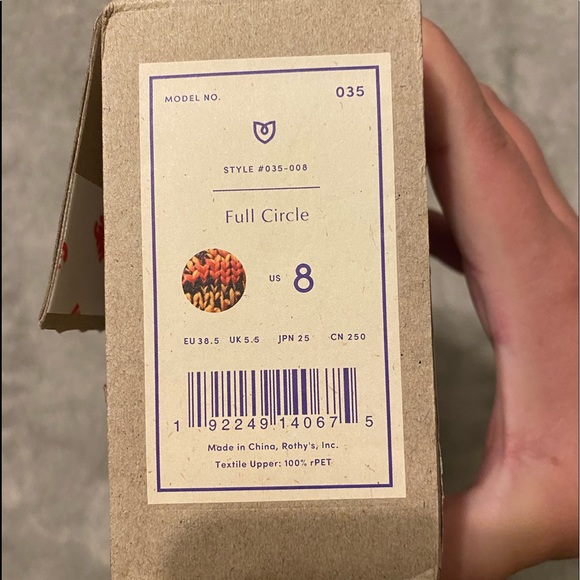 MODEL NO. 035
STYLE #035-008
Full Circle
US 8
EU 38.5 UK 5.5 JPN 25 CN 250
1 92249 14067 5
Made in China, Rothy's, Inc.
Textile Upper: 100% rPET